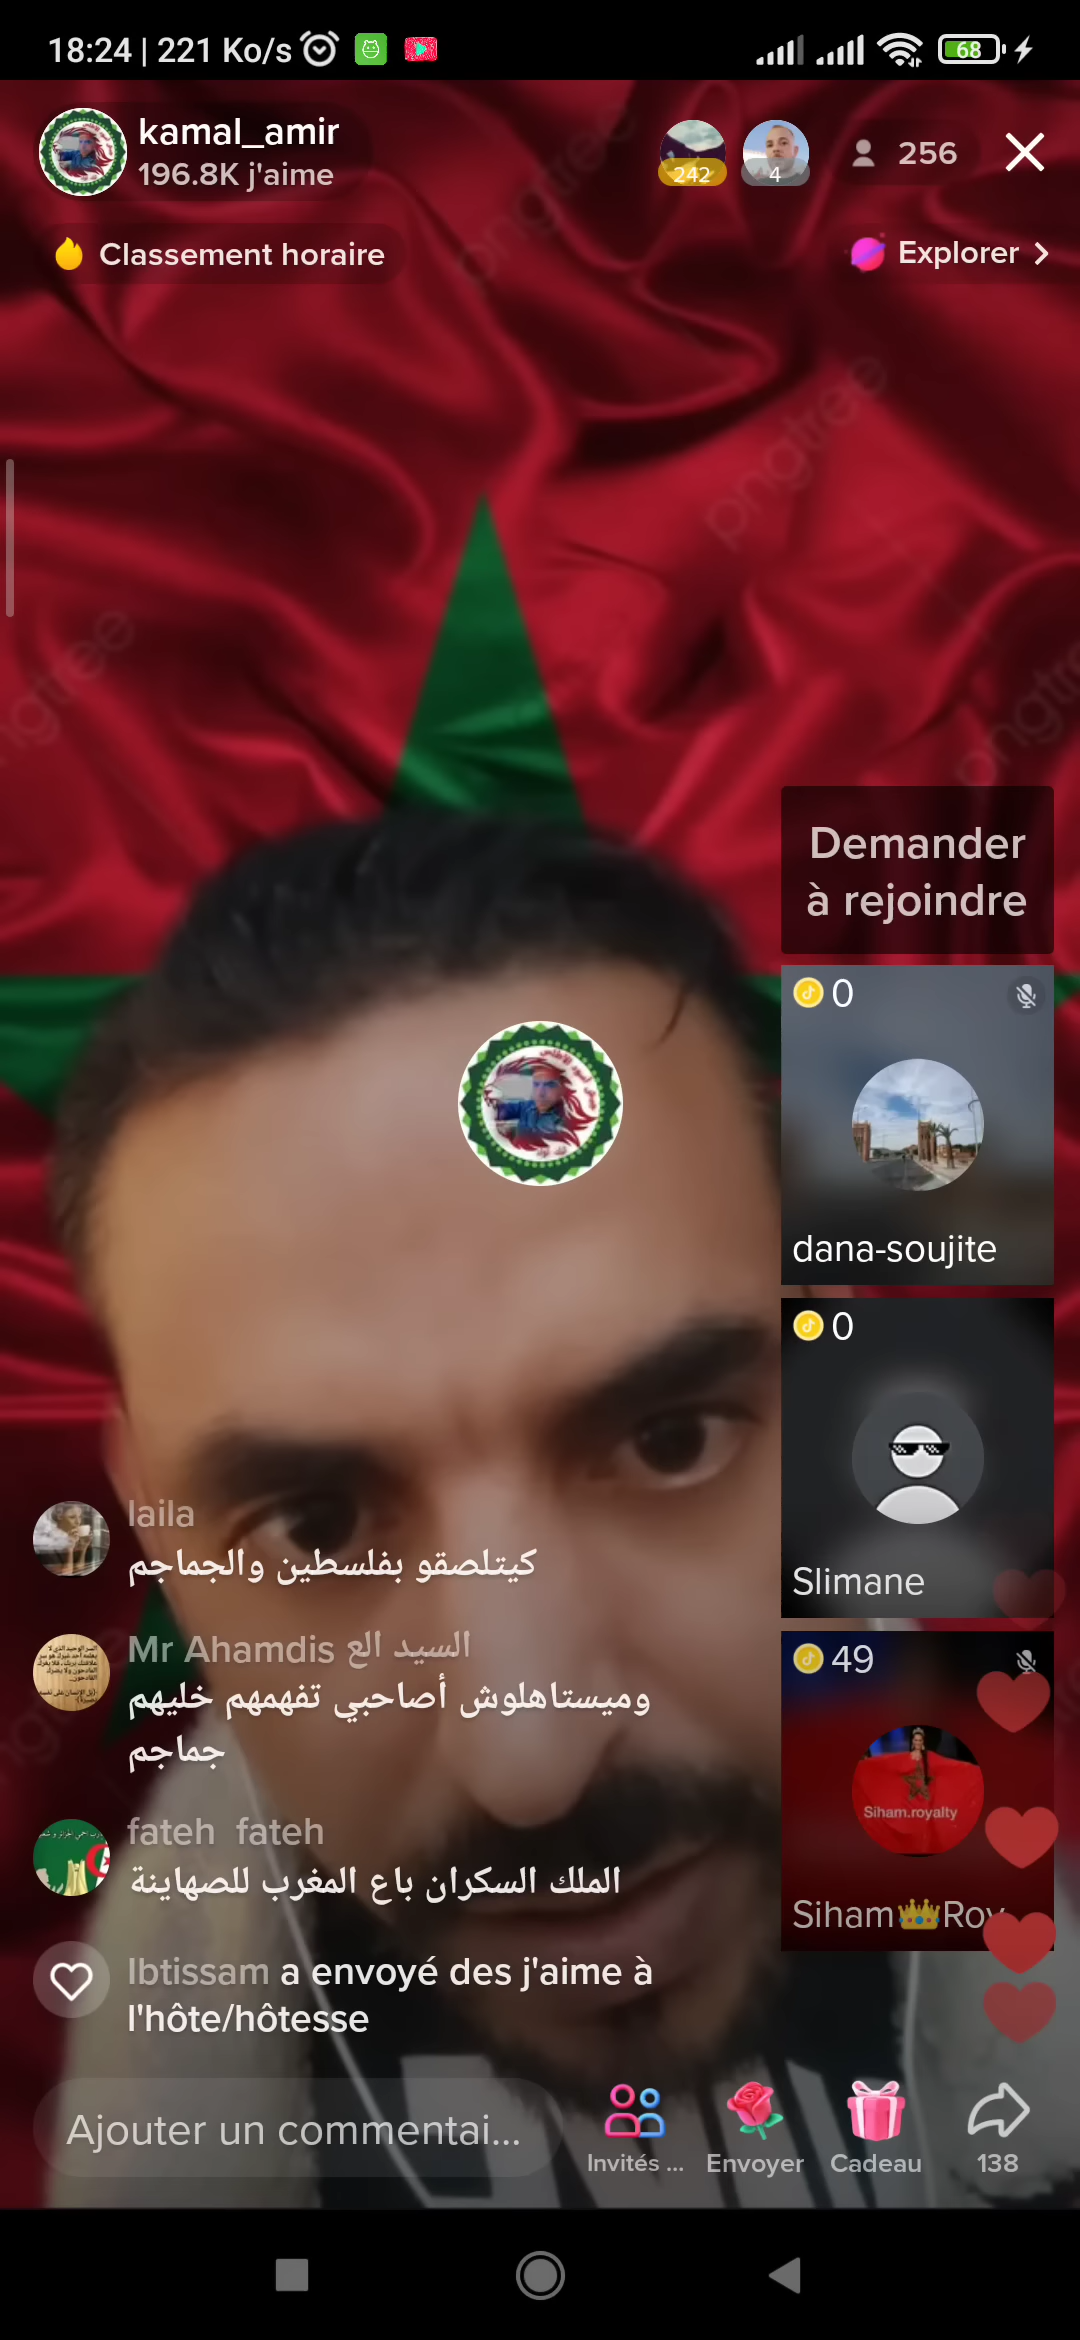 18:24 | 221 Ko/s
68
kamal_amir
196.8K j'aime
242
4
256
Classement horaire
Explorer
pngtree
pngtree
Demander
à rejoindre
0
dana-soujite
0
Slimane
49
Siham.royalty
Siham👑Roy
laila
كيتلصقو بفلسطين والجماجم
Mr Ahamdis السيد الع
وميستاهلوش أصاحبي تفهمهم خليهم
جماجم
fateh fateh
الملك السكران باع المغرب للصهاينة
Ibtissam a envoyé des j'aime à
l'hôte/hôtesse
Ajouter un commentai...
Invités ...
Envoyer
Cadeau
138